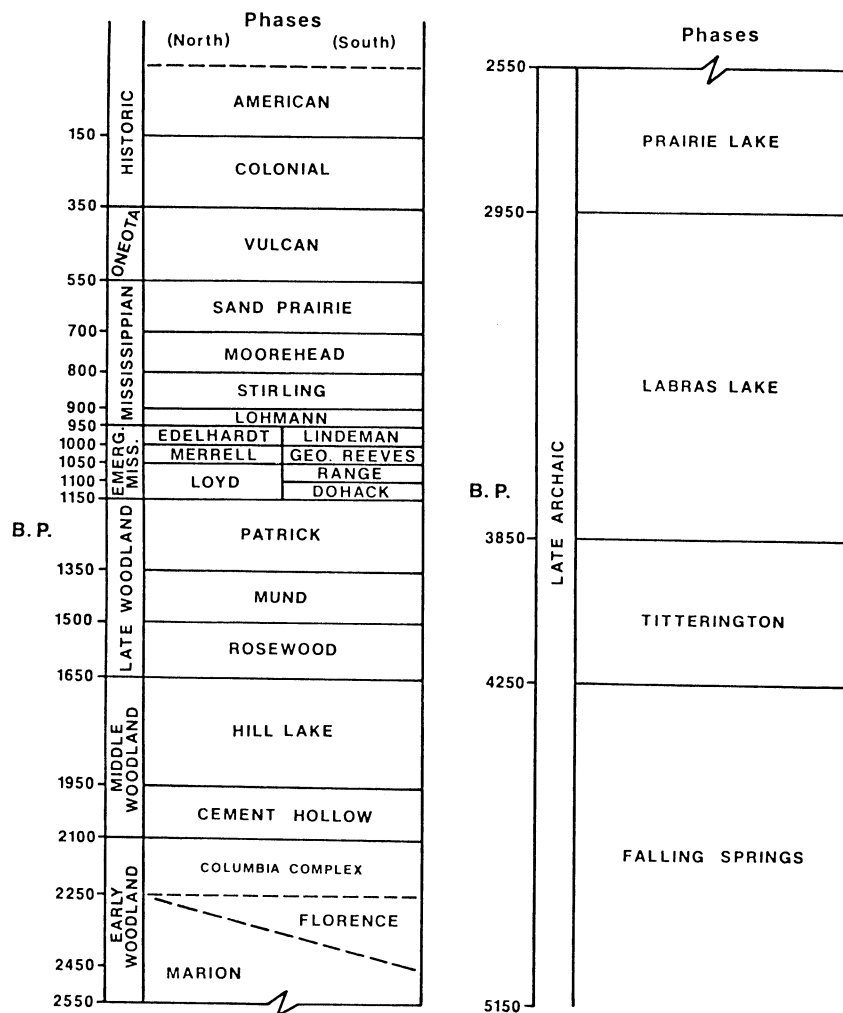 Phases
(North) (South)
HISTORIC
AMERICAN
150
COLONIAL
350
ONEOTA
VULCAN
550
MISSISSIPPIAN
SAND PRAIRIE
700
MOOREHEAD
800
STIRLING
900
LOHMANN
950
EMERG. MISS.
EDELHARDT LINDEMAN
1000
MERRELL GEO. REEVES
1050
LOYD RANGE
1100
DOHACK
1150
B.P.
LATE WOODLAND
PATRICK
1350
MUND
1500
ROSEWOOD
1650
MIDDLE WOODLAND
HILL LAKE
1950
CEMENT HOLLOW
2100
EARLY WOODLAND
COLUMBIA COMPLEX
2250
FLORENCE
2450
MARION
2550
Phases
2550
PRAIRIE LAKE
2950
LABRAS LAKE
B.P.
LATE ARCHAIC
3850
TITTERINGTON
4250
FALLING SPRINGS
5150